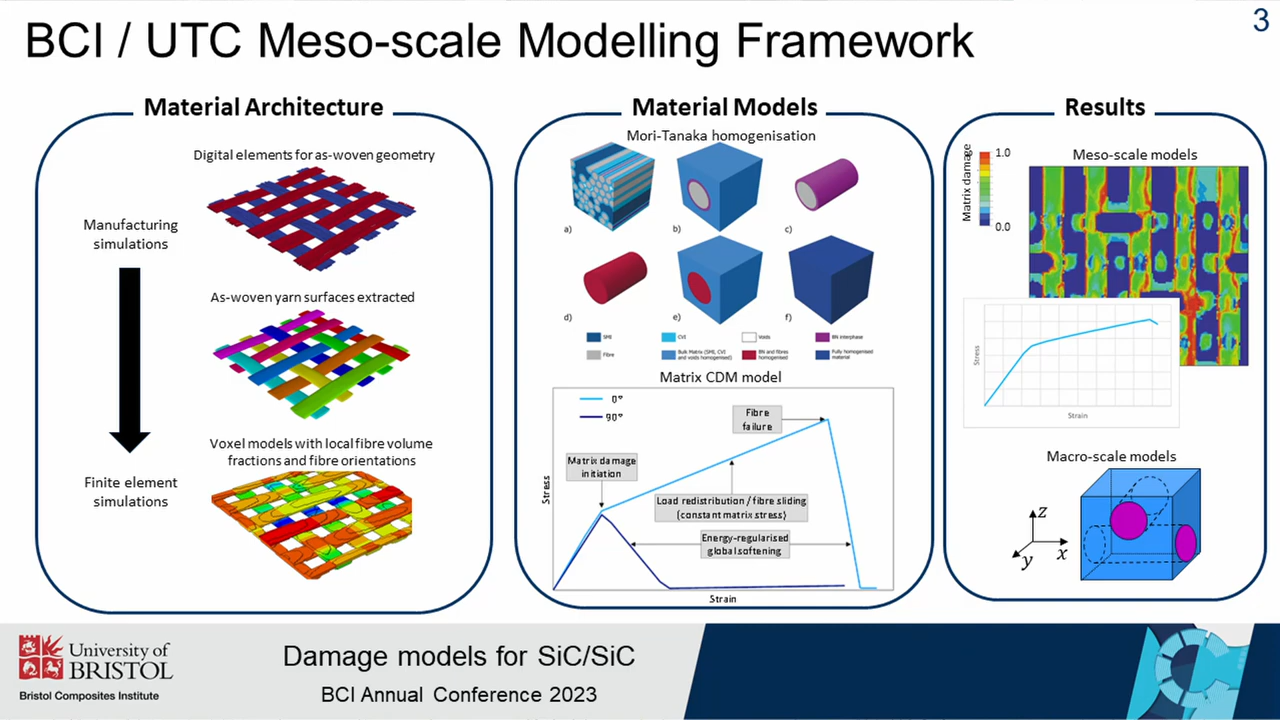 3
BCI / UTC Meso-scale Modelling Framework
Material Architecture
Digital elements for as-woven geometry
Manufacturing
simulations
As-woven yarn surfaces extracted
Voxel models with local fibre volume
fractions and fibre orientations
Finite element
simulations
Material Models
Mori-Tanaka homogenisation
a)
b)
c)
d)
e)
f)
SMI
CVI
Voids
BN interphase
Fibre
Bulk Matrix (SMI, CVI
and voids homogenised)
BN and fibres
homogenised
Fully homogenised
material
Matrix CDM model
0°
90°
Fibre
failure
Matrix damage
initiation
Load redistribution / fibre sliding
(constant matrix stress)
Energy-regularised
global softening
Stress
Strain
Results
Meso-scale models
Matrix damage
1.0
0.0
Stress
Strain
Macro-scale models
z
x
y
University of
BRISTOL
Bristol Composites Institute
Damage models for SiC/SiC
BCI Annual Conference 2023